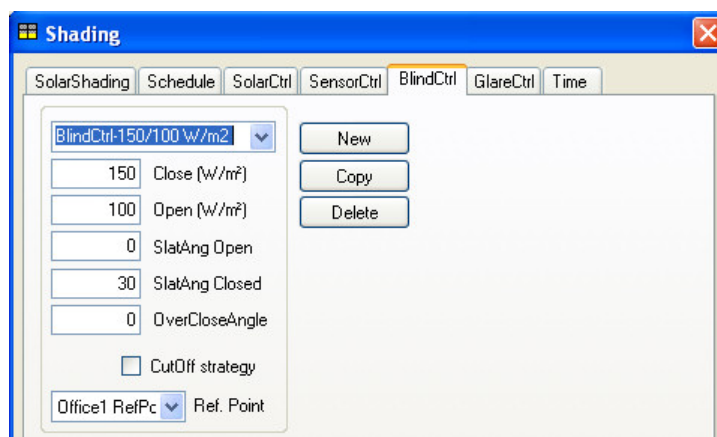 Shading
SolarShading Schedule SolarCtrl SensorCtrl BlindCtrl GlareCtrl Time
BlindCtrl-150/100 W/m2 New
150 Close (W/m²) Copy
100 Open (W/m²) Delete
0 SlatAng Open
30 SlatAng Closed
0 OverCloseAngle
CutOff strategy
Office1 RefPc Ref. Point